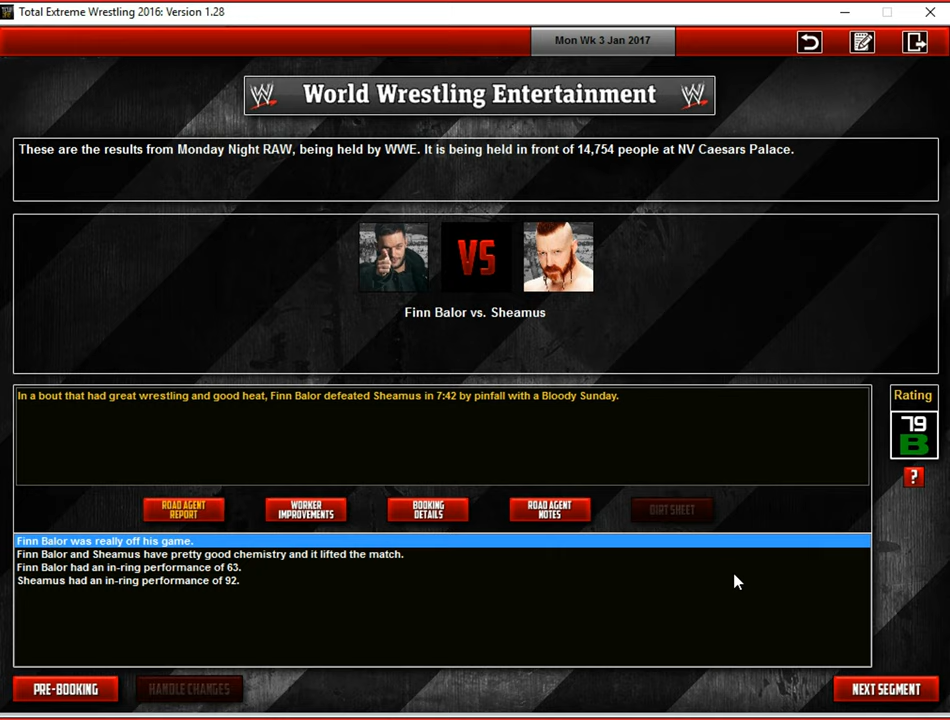 Total Extreme Wrestling 2016: Version 1.28
Mon Wk 3 Jan 2017
World Wrestling Entertainment
These are the results from Monday Night RAW, being held by WWE. It is being held in front of 14,754 people at NV Caesars Palace.
VS
Finn Balor vs. Sheamus
In a bout that had great wrestling and good heat, Finn Balor defeated Sheamus in 7:42 by pinfall with a Bloody Sunday.
Rating
79
B
?
ROAD AGENT REPORT
WORKER IMPROVEMENTS
BOOKING DETAILS
ROAD AGENT NOTES
DIRT SHEET
Finn Balor was really off his game.
Finn Balor and Sheamus have pretty good chemistry and it lifted the match.
Finn Balor had an in-ring performance of 63.
Sheamus had an in-ring performance of 92.
PRE-BOOKING
HANDLE CHANGES
NEXT SEGMENT